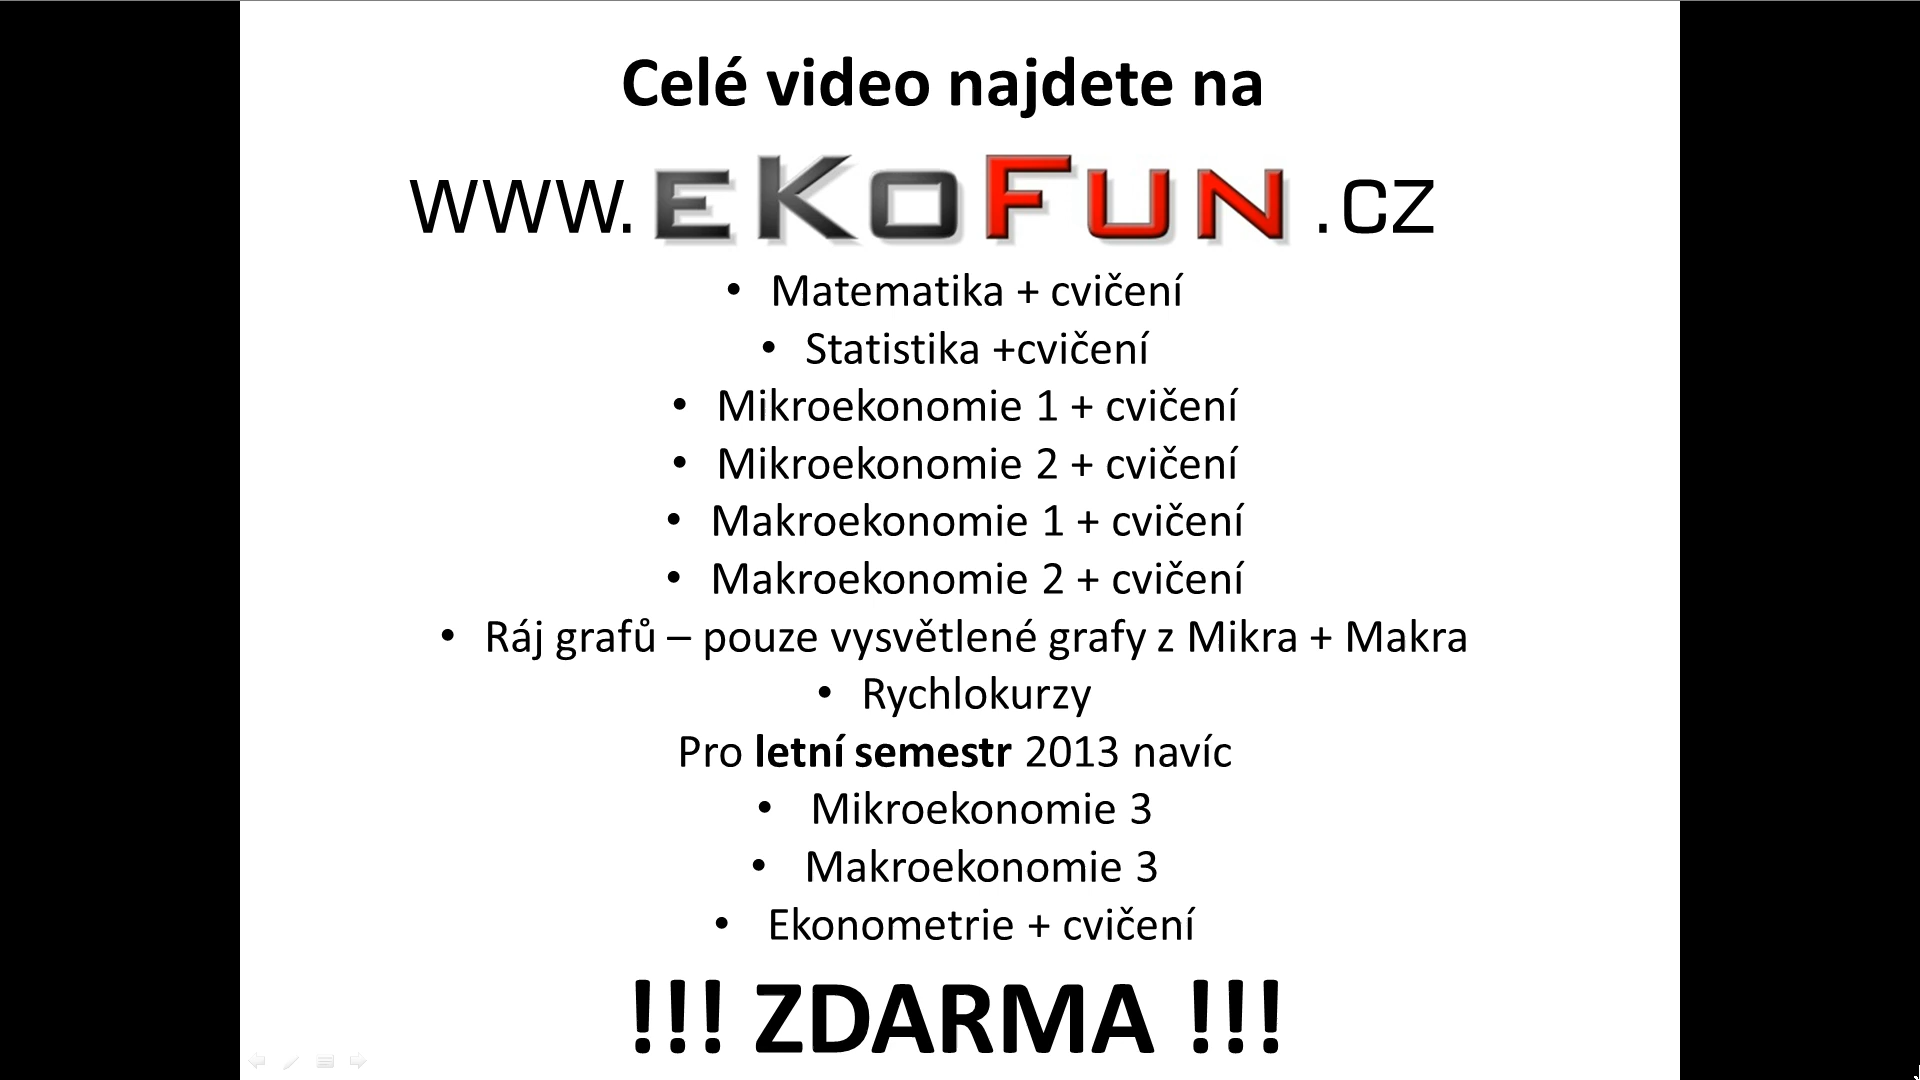 Celé video najdete na
www.eKoFun.cz
• Matematika + cvičení
• Statistika +cvičení
• Mikroekonomie 1 + cvičení
• Mikroekonomie 2 + cvičení
• Makroekonomie 1 + cvičení
• Makroekonomie 2 + cvičení
• Ráj grafů – pouze vysvětlené grafy z Mikra + Makra
• Rychlokurzy
Pro letní semestr 2013 navíc
• Mikroekonomie 3
• Makroekonomie 3
• Ekonometrie + cvičení
!!! ZDARMA !!!